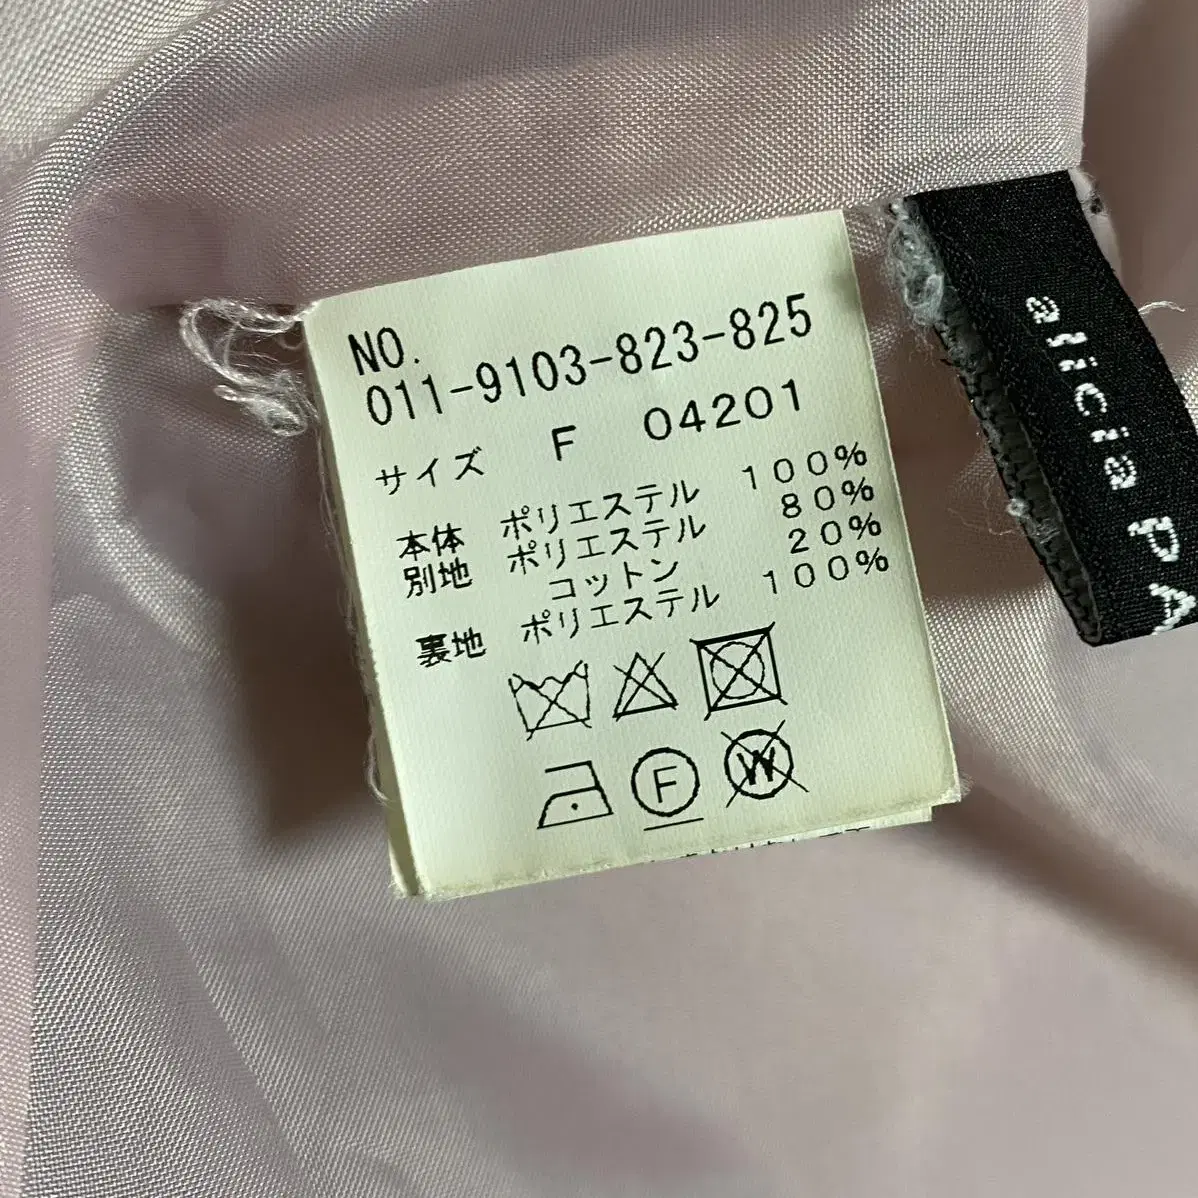 NO.
011-9103-823-825
サイズ F 04201
本体 ポリエステル 100%
別地 ポリエステル 80%
コットン 20%
裏地 ポリエステル 100%
F
W
alicia PA